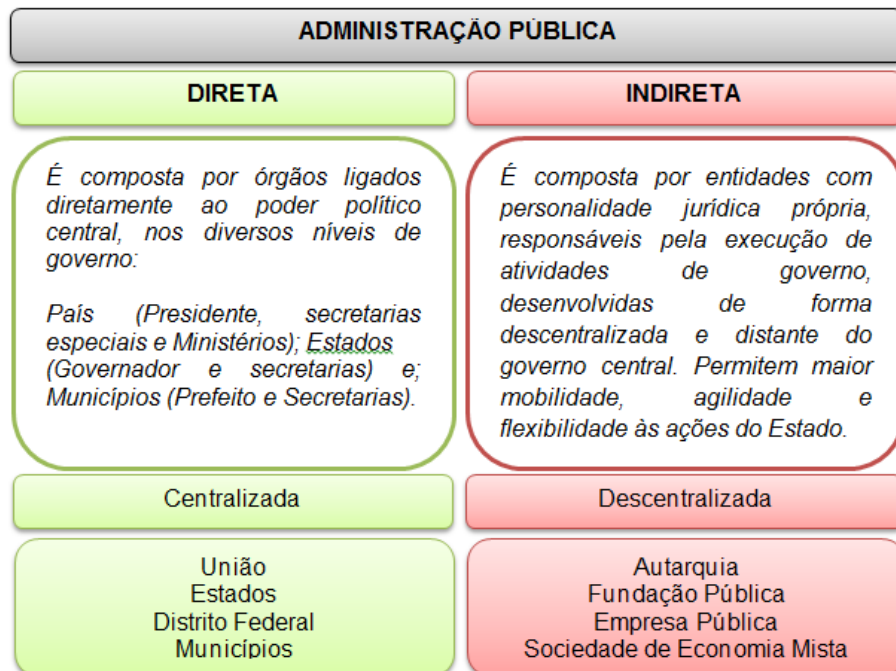 ADMINISTRAÇÃO PÚBLICA
DIRETA
É composta por órgãos ligados
diretamente ao poder político
central, nos diversos níveis de
governo:
País (Presidente, secretarias
especiais e Ministérios); Estados
(Governador e secretarias) e;
Municípios (Prefeito e Secretarias).
Centralizada
União
Estados
Distrito Federal
Municípios
INDIRETA
É composta por entidades com
personalidade jurídica própria,
responsáveis pela execução de
atividades de governo,
desenvolvidas de forma
descentralizada e distante do
governo central. Permitem maior
mobilidade, agilidade e
flexibilidade às ações do Estado.
Descentralizada
Autarquia
Fundação Pública
Empresa Pública
Sociedade de Economia Mista